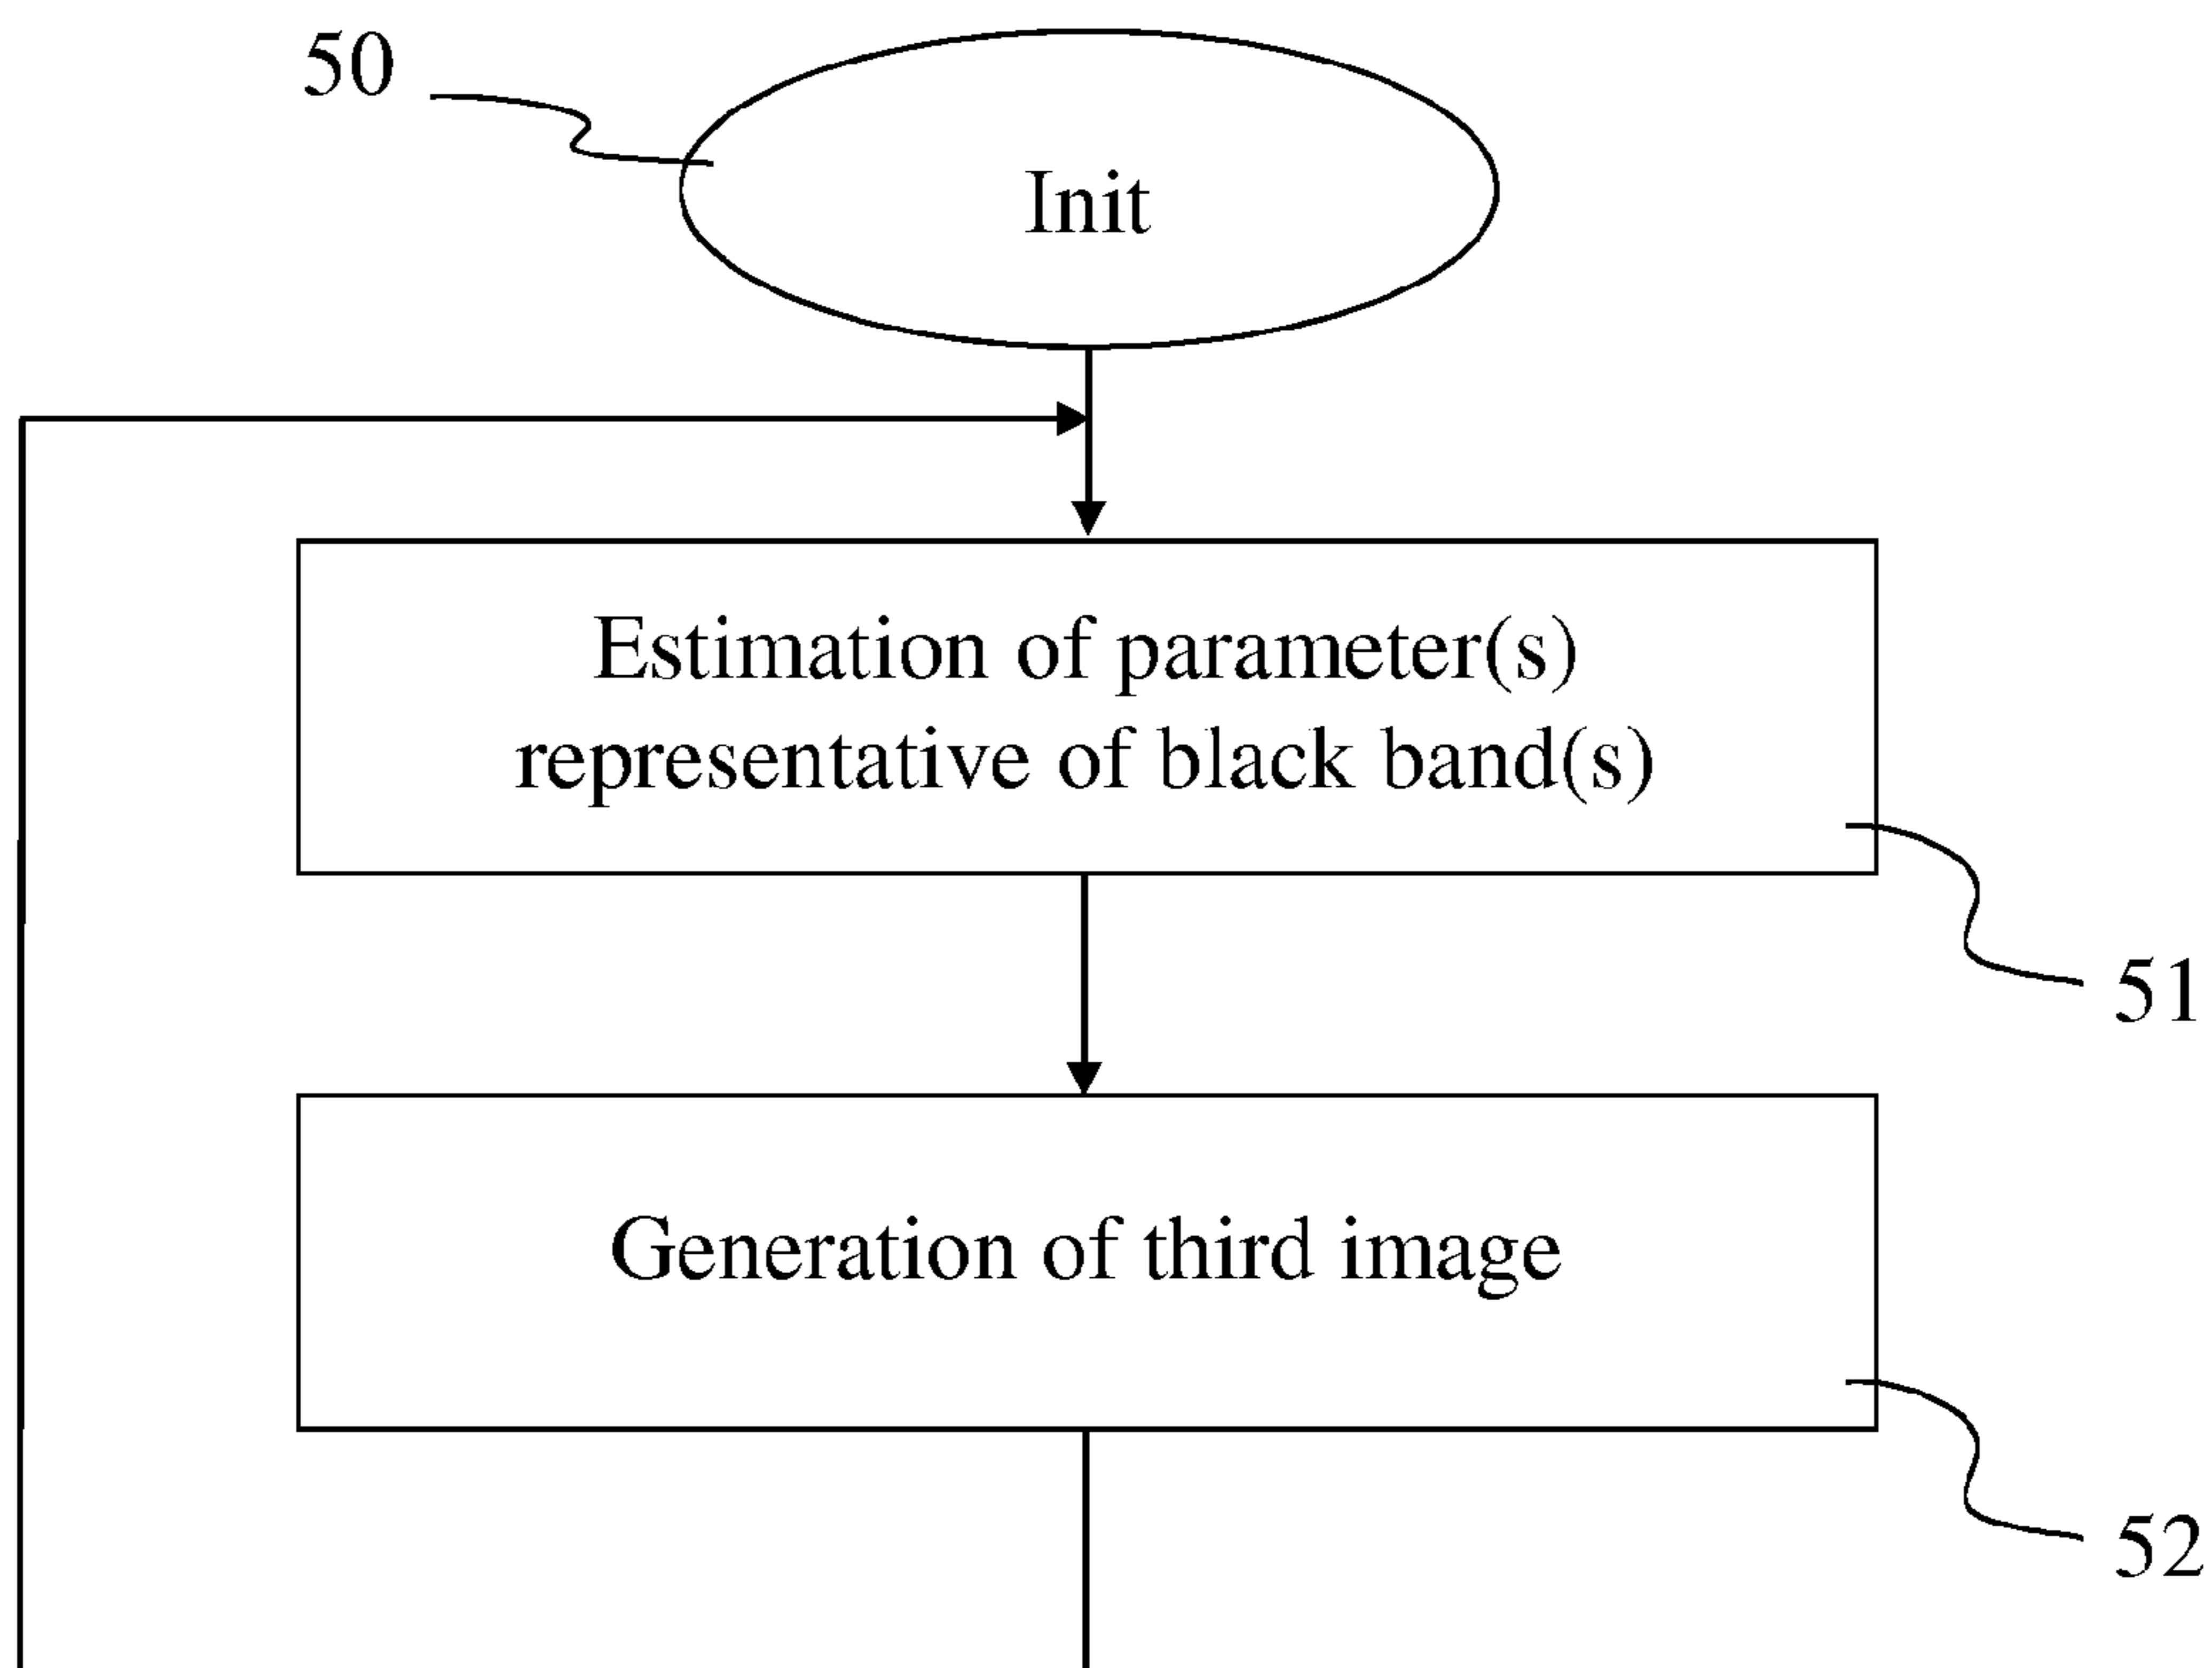 50
Init
Estimation of parameter(s)
representative of black band(s)
51
Generation of third image
52